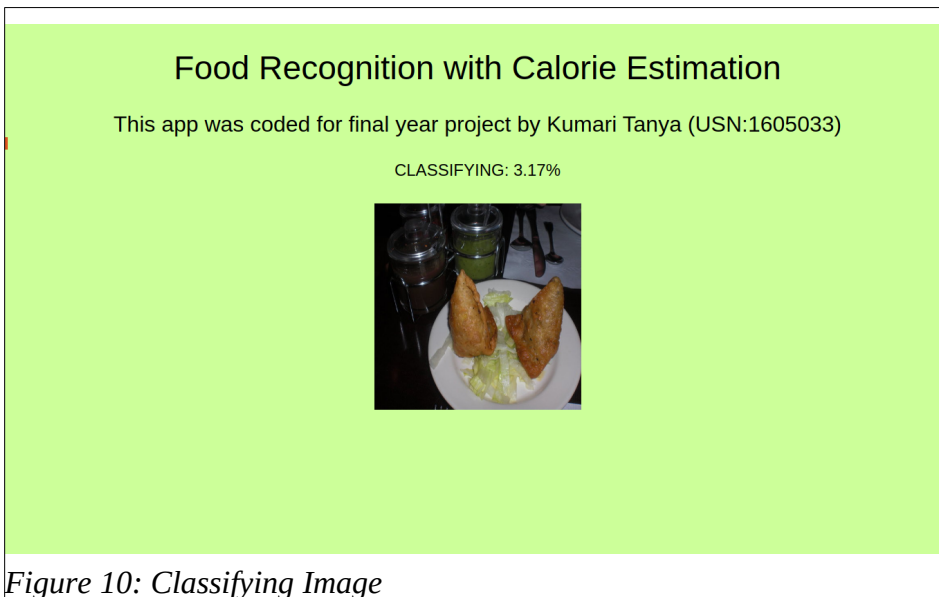 Food Recognition with Calorie Estimation
This app was coded for final year project by Kumari Tanya (USN:1605033)
CLASSIFYING: 3.17%
Figure 10: Classifying Image